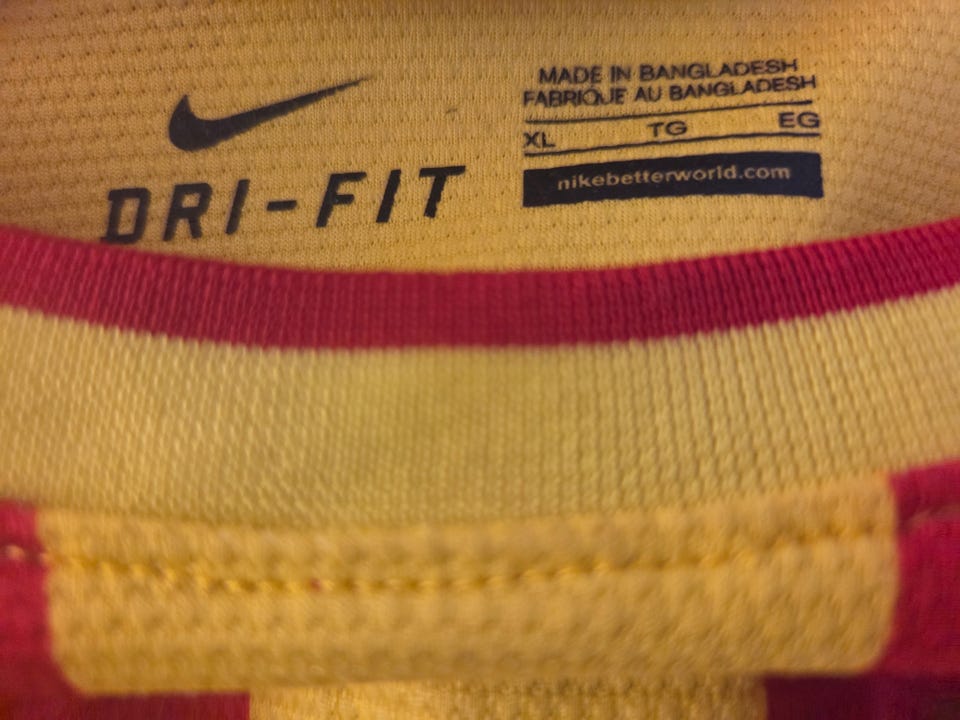 DRI-FIT
MADE IN BANGLADESH
FABRIQUE AU BANGLADESH
XL TG EG
nikebetterworld.com